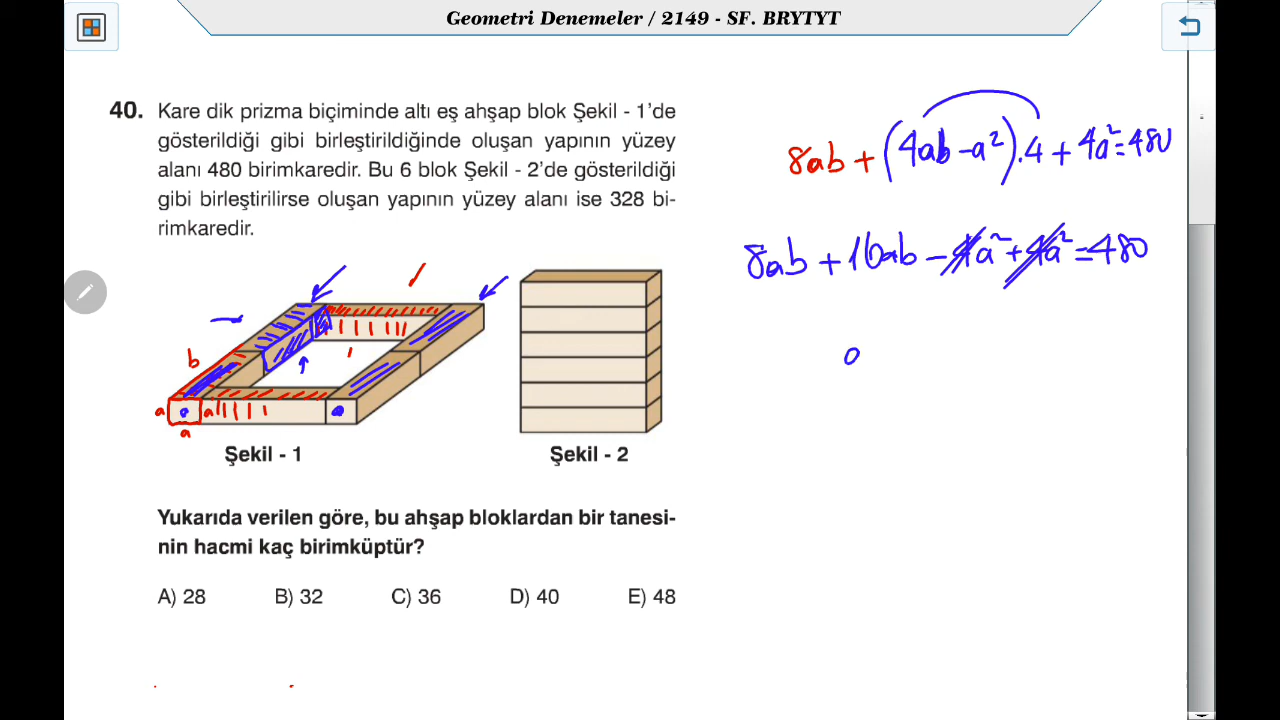 Geometri Denemeler / 2149 - SF. BRYTYT
40. Kare dik prizma biçiminde altı eş ahşap blok Şekil - 1'de
gösterildiği gibi birleştirildiğinde oluşan yapının yüzey
alanı 480 birimkaredir. Bu 6 blok Şekil - 2'de gösterildiği
gibi birleştirilirse oluşan yapının yüzey alanı ise 328 bi-
rimkaredir.
8ab + (4ab - a²).4 + 4a² = 480
8ab + 16ab - 4a² + 4a² = 480
b
a
a
a
Şekil - 1
Şekil - 2
Yukarıda verilen göre, bu ahşap bloklardan bir tanesi-
nin hacmi kaç birimküptür?
A) 28 B) 32 C) 36 D) 40 E) 48